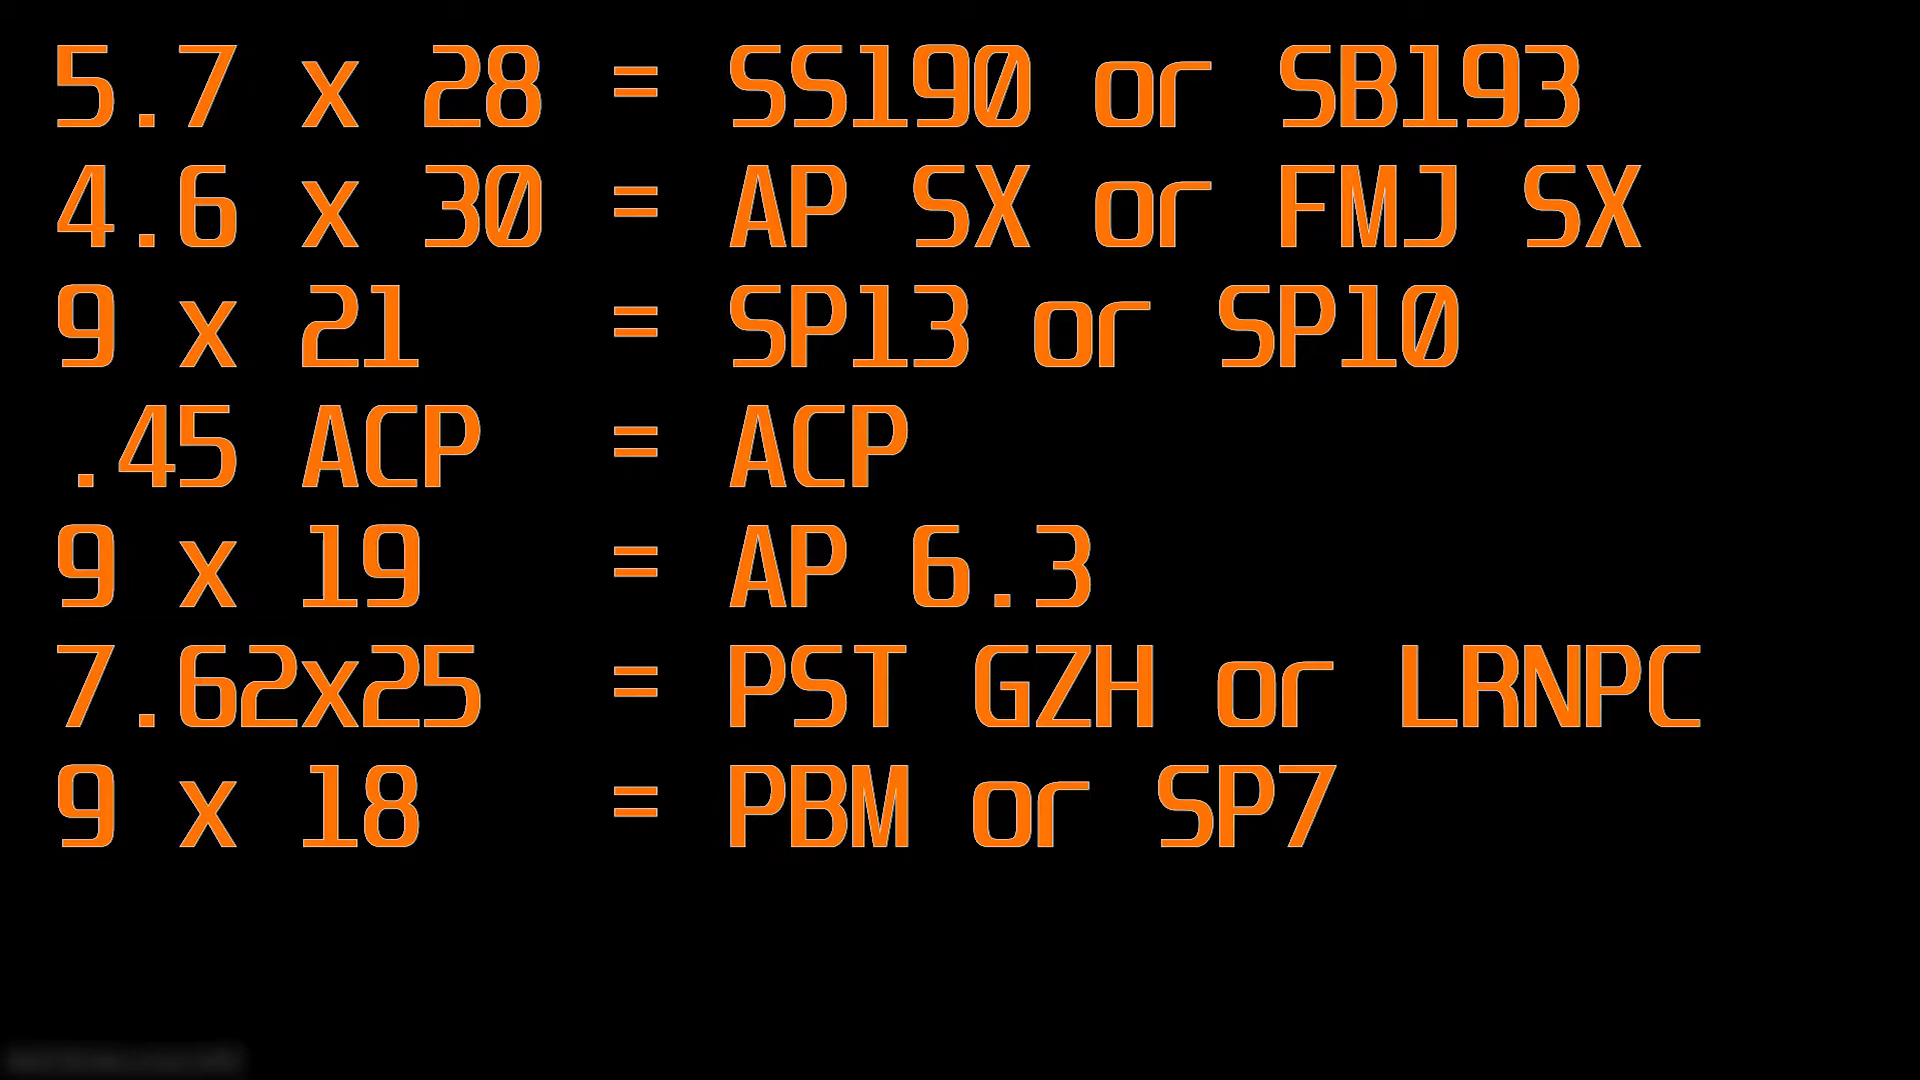 5.7 x 28 = SS190 or SB193
4.6 x 30 = AP SX or FMJ SX
9 x 21 = SP13 or SP10
.45 ACP = ACP
9 x 19 = AP 6.3
7.62x25 = PST GZH or LRNPC
9 x 18 = PBM or SP7